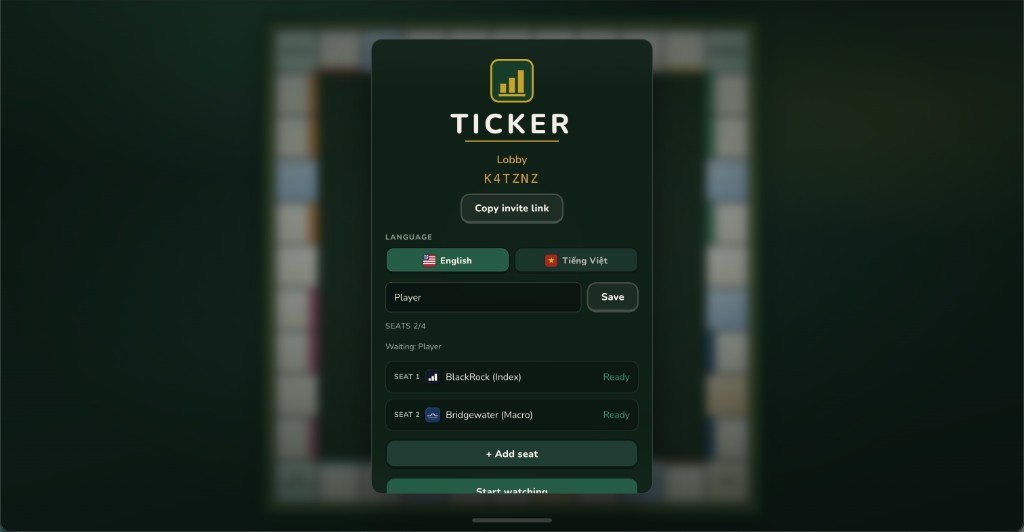 TICKER
Lobby
K4TZNZ
Copy invite link
LANGUAGE
English
Tiếng Việt
Player
Save
SEATS 2/4
Waiting: Player
SEAT 1 BlackRock (Index) Ready
SEAT 2 Bridgewater (Macro) Ready
+ Add seat
Start watching